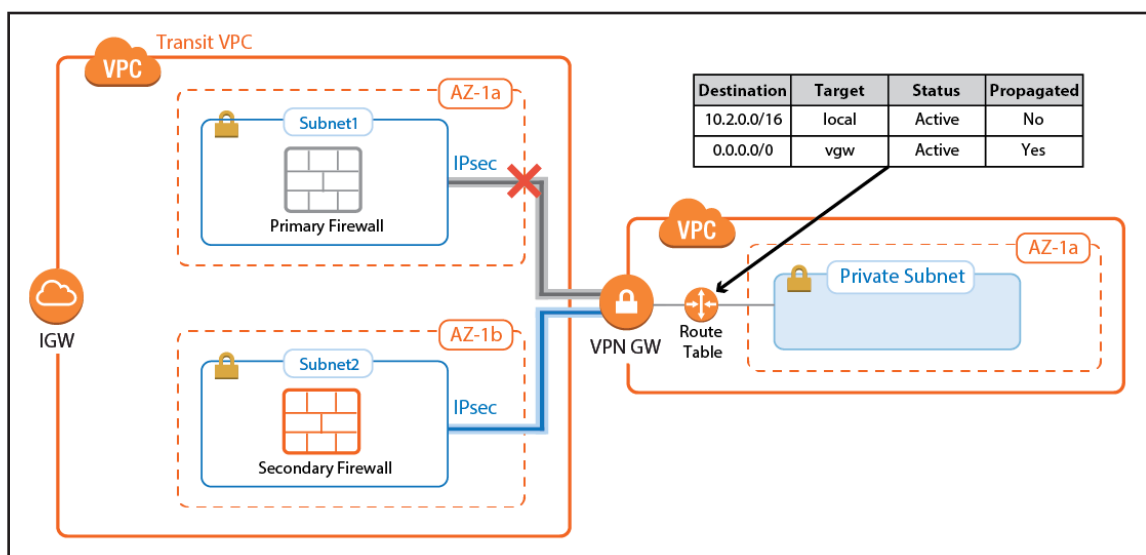 Transit VPC
VPC
AZ-1a
Subnet1
IPsec
Primary Firewall
IGW
AZ-1b
Subnet2
IPsec
Secondary Firewall
Destination Target Status Propagated
10.2.0.0/16 local Active No
0.0.0.0/0 vgw Active Yes
VPC
AZ-1a
Private Subnet
VPN GW
Route
Table